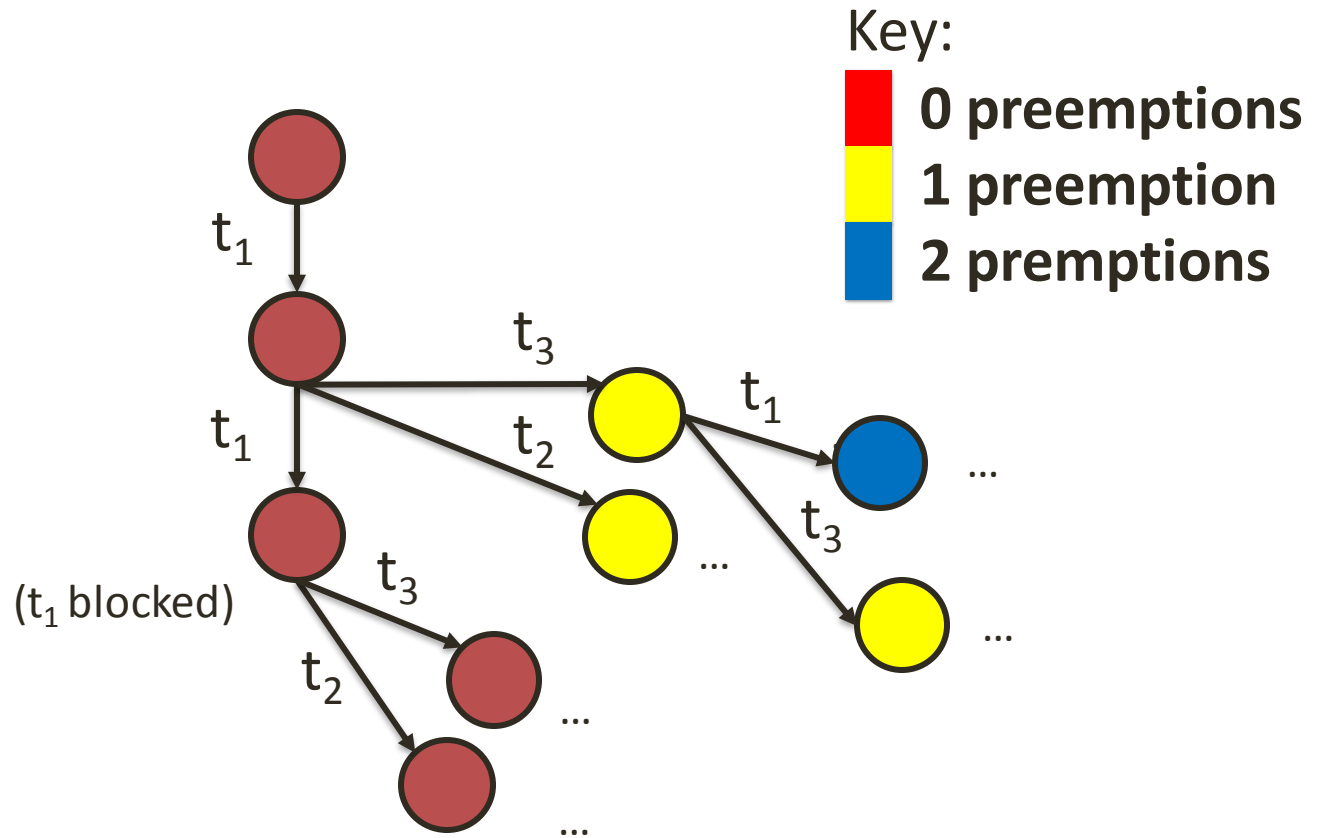 Key:
0 preemptions
1 preemption
2 premptions
t₁
t₃
t₁
t₁
t₂
...
t₃
...
(t₁ blocked)
t₃
...
t₂
...
...